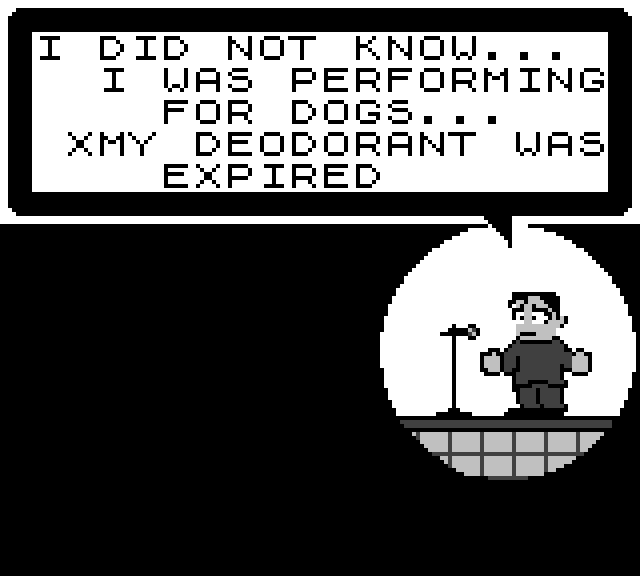 I DID NOT KNOW...
I WAS PERFORMING
FOR DOGS...
XMY DEODORANT WAS
EXPIRED